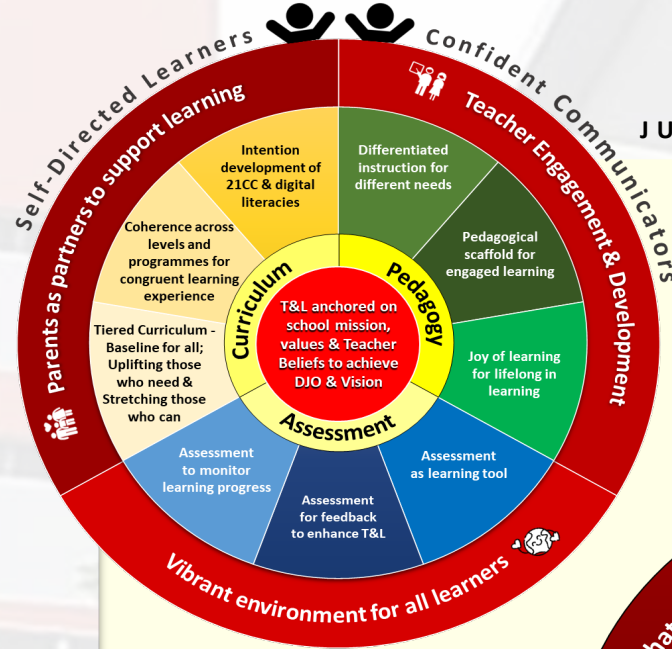 Self-Directed Learners
Confident Communicators
JU
Parents as partners to support learning
Teacher Engagement & Development
Intention
development of
21CC & digital
literacies
Differentiated
instruction for
different needs
Coherence across
levels and
programmes for
congruent learning
experience
Pedagogical
scaffold for
engaged learning
Curriculum
Pedagogy
T&L anchored on
school mission,
values & Teacher
Beliefs to achieve
DJO & Vision
Tiered Curriculum -
Baseline for all;
Uplifting those
who need &
Stretching those
who can
Joy of learning
for lifelong in
learning
Assessment
Assessment
to monitor
learning progress
Assessment
for feedback
to enhance T&L
Assessment
as learning tool
Vibrant environment for all learners